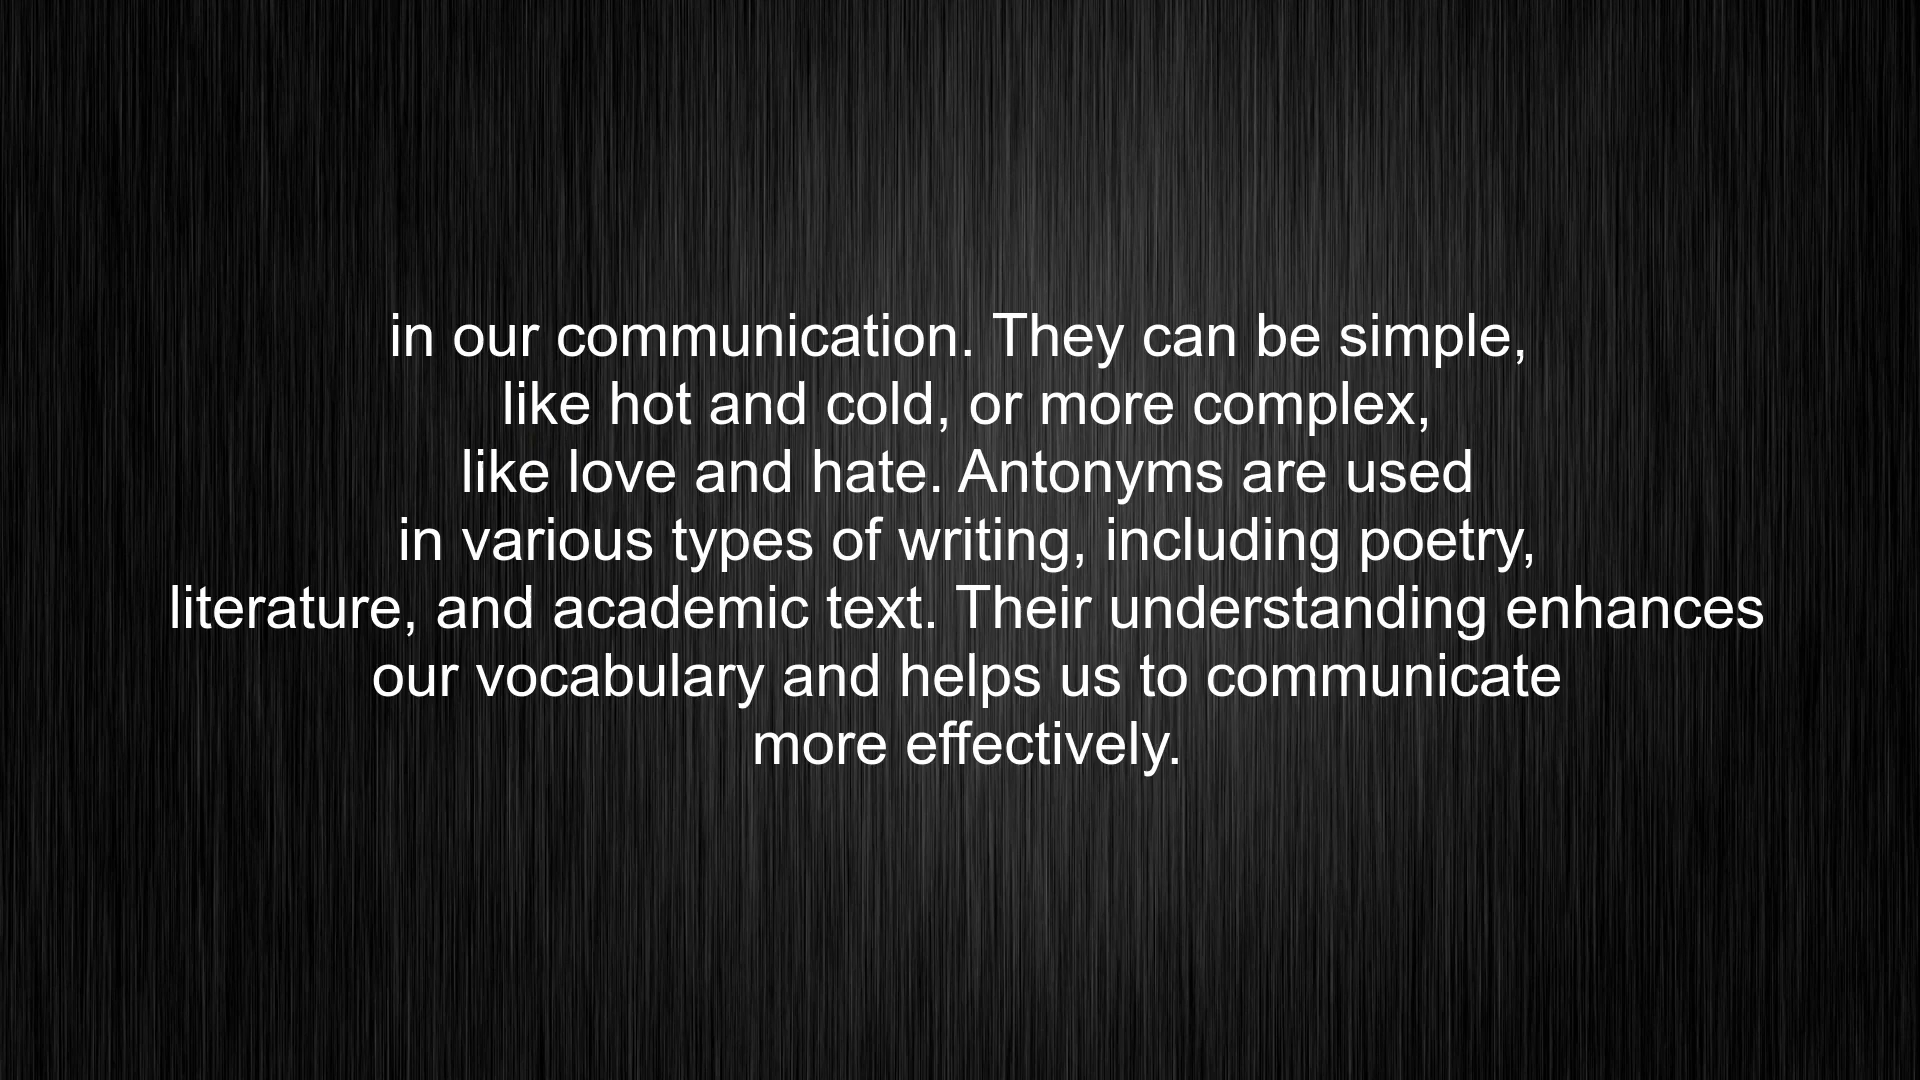 in our communication. They can be simple,
like hot and cold, or more complex,
like love and hate. Antonyms are used
in various types of writing, including poetry,
literature, and academic text. Their understanding enhances
our vocabulary and helps us to communicate
more effectively.